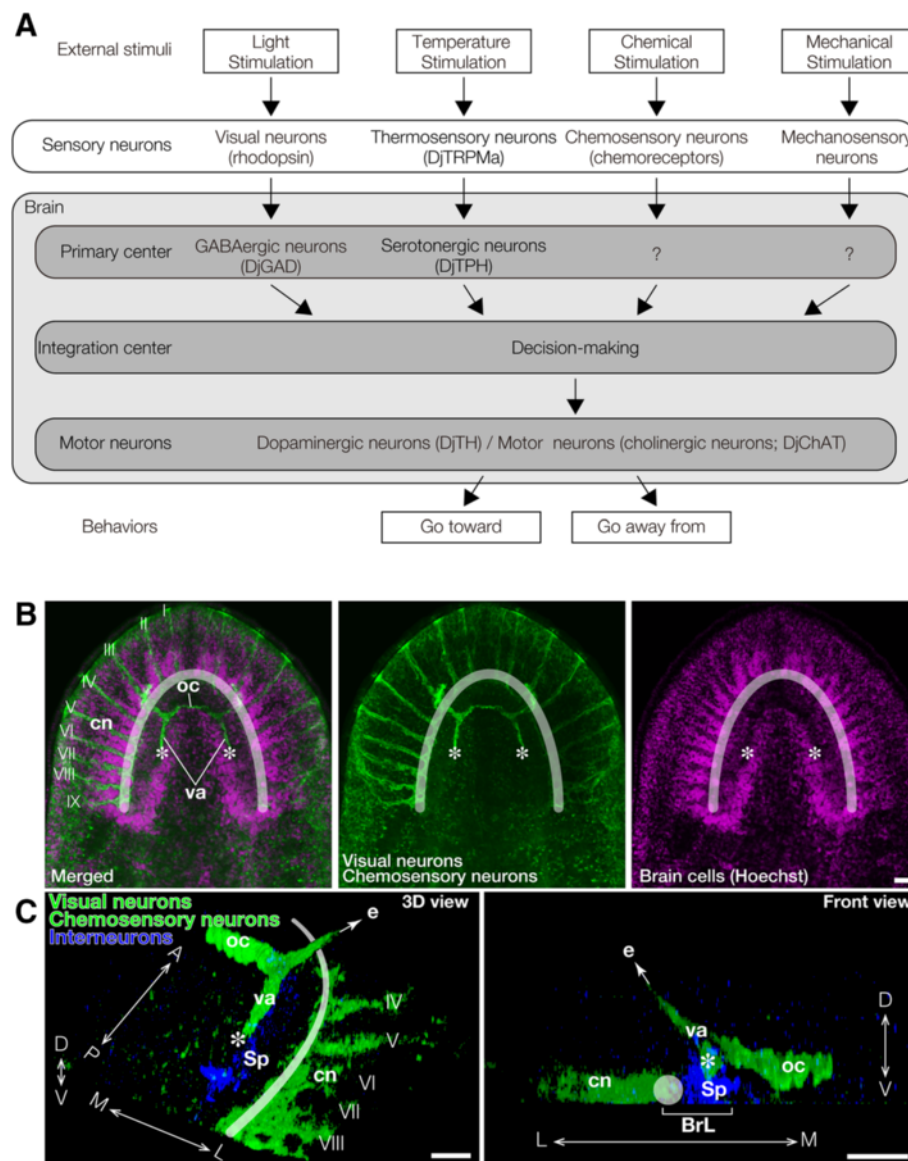 A
External stimuli
Light
Stimulation
Temperature
Stimulation
Chemical
Stimulation
Mechanical
Stimulation
Sensory neurons
Visual neurons
(rhodopsin)
Thermosensory neurons
(DjTRPMa)
Chemosensory neurons
(chemoreceptors)
Mechanosensory
neurons
Brain
Primary center
GABAergic neurons
(DjGAD)
Serotonergic neurons
(DjTPH)
?
?
Integration center
Decision-making
Motor neurons
Dopaminergic neurons (DjTH) / Motor neurons (cholinergic neurons; DjChAT)
Behaviors
Go toward
Go away from
B
I
II
III
IV
V
VI
VII
VIII
IX
cn
oc
*
*
va
Merged
*
*
Visual neurons
Chemosensory neurons
*
*
Brain cells (Hoechst)
C
Visual neurons
Chemosensory neurons
Interneurons
3D view
e
oc
A
va
IV
*
V
D
P
Sp
cn
VI
V
M
VII
L
VIII
Front view
e
D
va
*
oc
cn
Sp
V
BrL
L
M